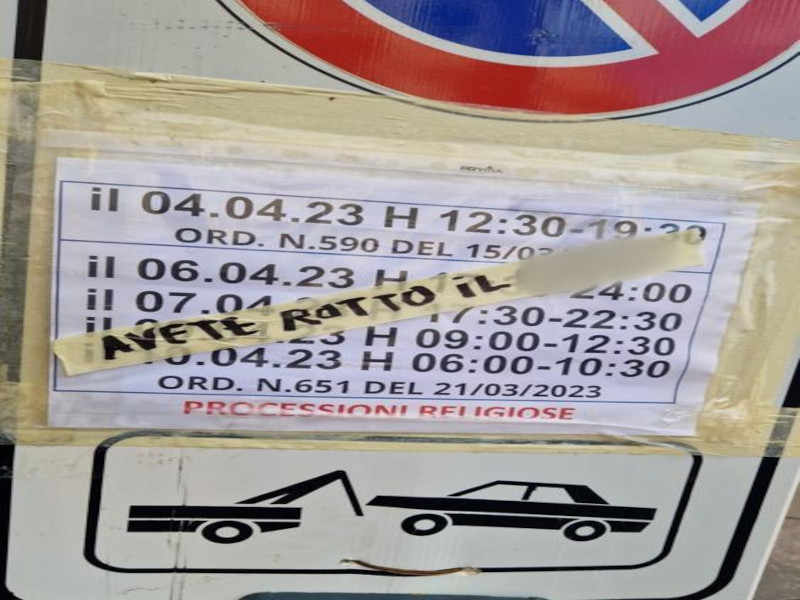 il 04.04.23 H 12:30-19:30
ORD. N.590 DEL 15/03
il 06.04.23 H 24:00
il 07.04 17:30-22:30
il 23 H 09:00-12:30
.04.23 H 06:00-10:30
AVETE ROTTO iL
ORD. N.651 DEL 21/03/2023
PROCESSIONI RELIGIOSE